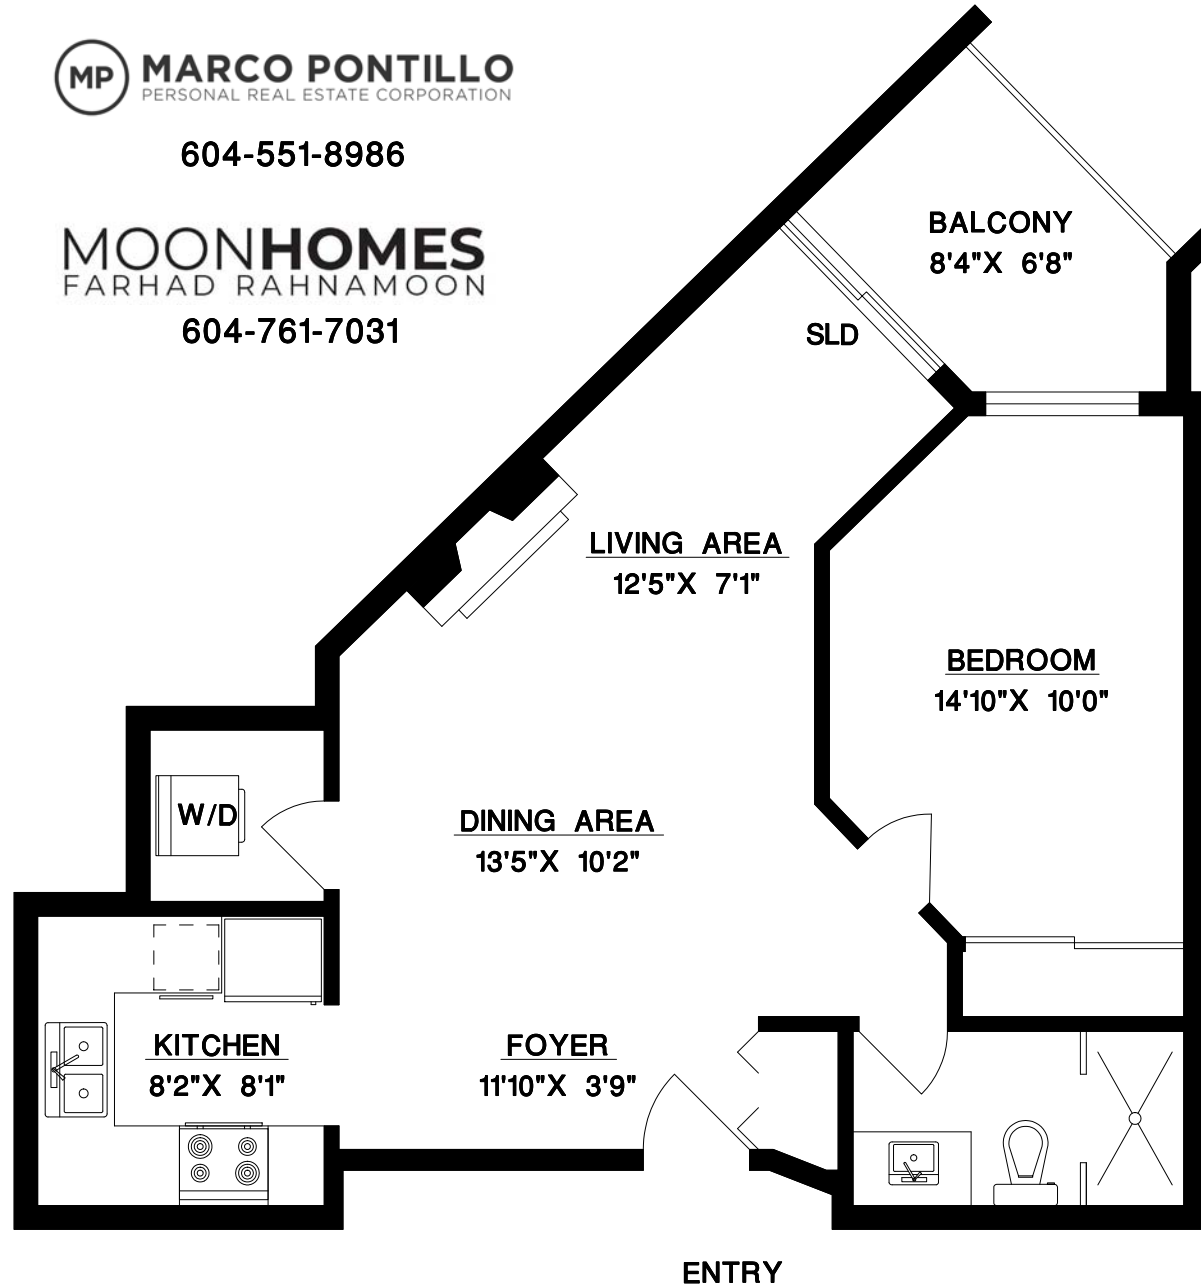 MP MARCO PONTILLO
PERSONAL REAL ESTATE CORPORATION
604-551-8986
MOONHOMES
FARHAD RAHNAMOON
604-761-7031
BALCONY
8'4"X 6'8"
SLD
LIVING AREA
12'5"X 7'1"
BEDROOM
14'10"X 10'0"
W/D
DINING AREA
13'5"X 10'2"
KITCHEN
8'2"X 8'1"
FOYER
11'10"X 3'9"
ENTRY